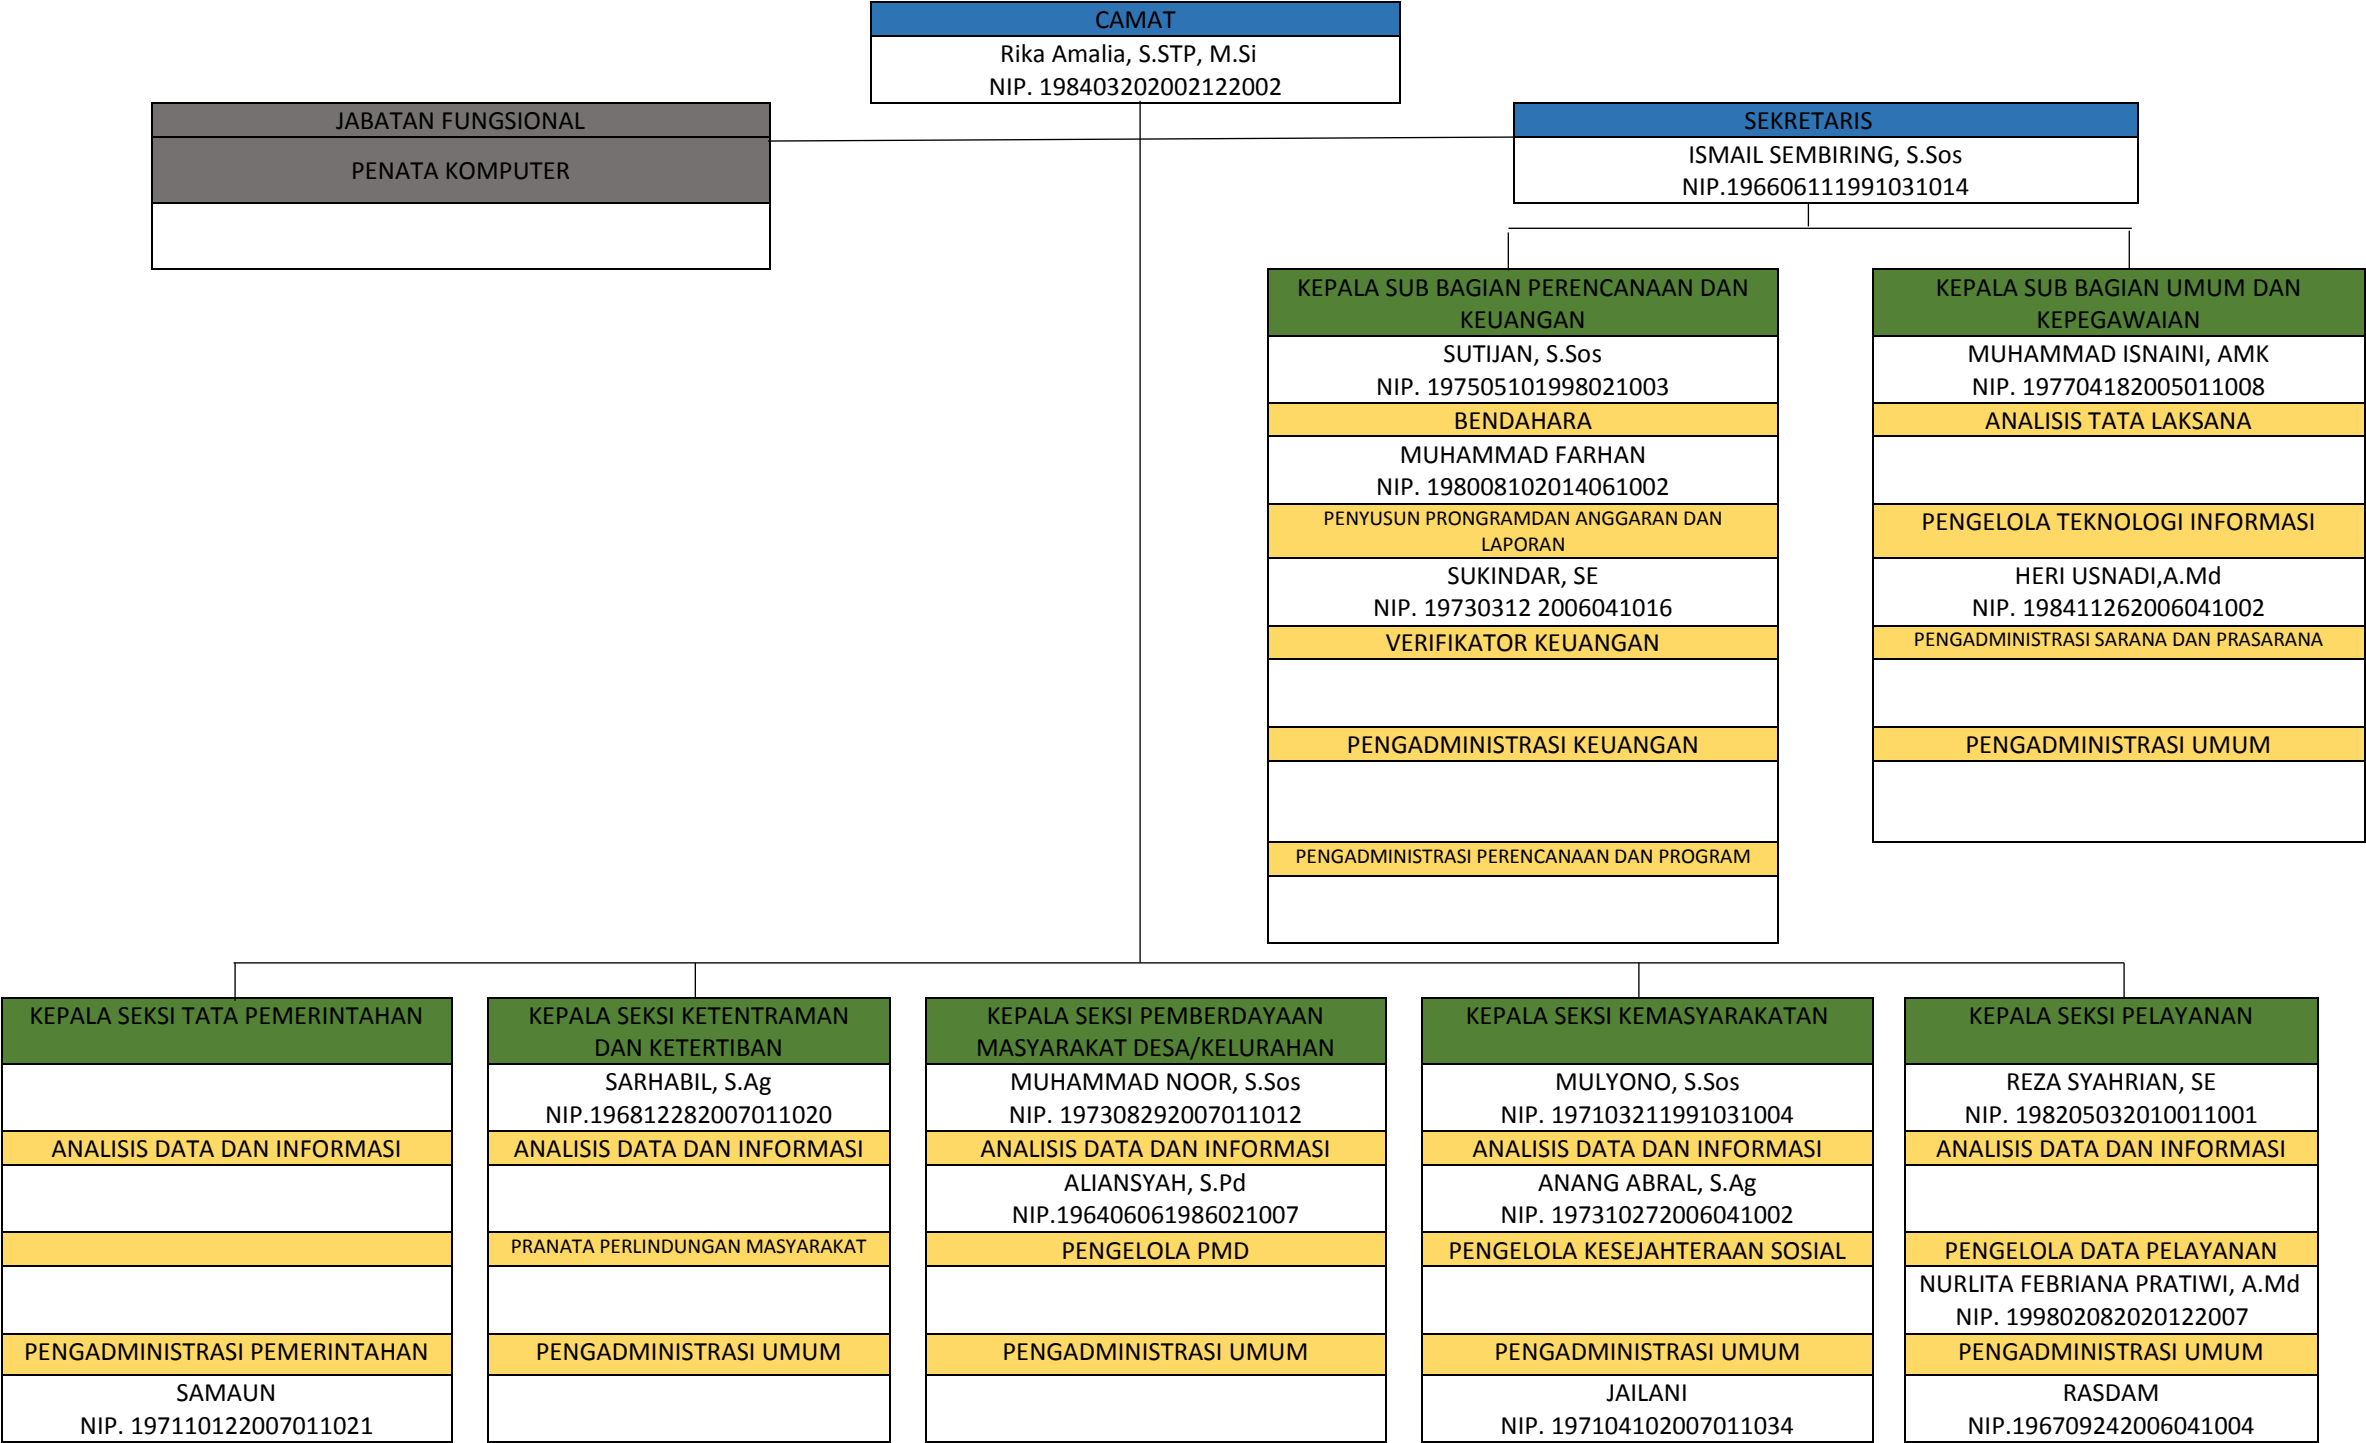 CAMAT
Rika Amalia, S.STP, M.Si
NIP. 198403202002122002
JABATAN FUNGSIONAL
PENATA KOMPUTER
SEKRETARIS
ISMAIL SEMBIRING, S.Sos
NIP.196606111991031014
KEPALA SUB BAGIAN PERENCANAAN DAN
KEUANGAN
SUTIJAN, S.Sos
NIP. 197505101998021003
BENDAHARA
MUHAMMAD FARHAN
NIP. 198008102014061002
PENYUSUN PRONGRAMDAN ANGGARAN DAN
LAPORAN
SUKINDAR, SE
NIP. 19730312 2006041016
VERIFIKATOR KEUANGAN
PENGADMINISTRASI KEUANGAN
PENGADMINISTRASI PERENCANAAN DAN PROGRAM
KEPALA SUB BAGIAN UMUM DAN
KEPEGAWAIAN
MUHAMMAD ISNAINI, AMK
NIP. 197704182005011008
ANALISIS TATA LAKSANA
PENGELOLA TEKNOLOGI INFORMASI
HERI USNADI,A.Md
NIP. 198411262006041002
PENGADMINISTRASI SARANA DAN PRASARANA
PENGADMINISTRASI UMUM
KEPALA SEKSI TATA PEMERINTAHAN
ANALISIS DATA DAN INFORMASI
PENGADMINISTRASI PEMERINTAHAN
SAMAUN
NIP. 197110122007011021
KEPALA SEKSI KETENTRAMAN
DAN KETERTIBAN
SARHABIL, S.Ag
NIP.196812282007011020
ANALISIS DATA DAN INFORMASI
PRANATA PERLINDUNGAN MASYARAKAT
PENGADMINISTRASI UMUM
KEPALA SEKSI PEMBERDAYAAN
MASYARAKAT DESA/KELURAHAN
MUHAMMAD NOOR, S.Sos
NIP. 197308292007011012
ANALISIS DATA DAN INFORMASI
ALIANSYAH, S.Pd
NIP.196406061986021007
PENGELOLA PMD
PENGADMINISTRASI UMUM
KEPALA SEKSI KEMASYARAKATAN
MULYONO, S.Sos
NIP. 197103211991031004
ANALISIS DATA DAN INFORMASI
ANANG ABRAL, S.Ag
NIP. 197310272006041002
PENGELOLA KESEJAHTERAAN SOSIAL
PENGADMINISTRASI UMUM
JAILANI
NIP. 197104102007011034
KEPALA SEKSI PELAYANAN
REZA SYAHRIAN, SE
NIP. 198205032010011001
ANALISIS DATA DAN INFORMASI
PENGELOLA DATA PELAYANAN
NURLITA FEBRIANA PRATIWI, A.Md
NIP. 199802082020122007
PENGADMINISTRASI UMUM
RASDAM
NIP.196709242006041004